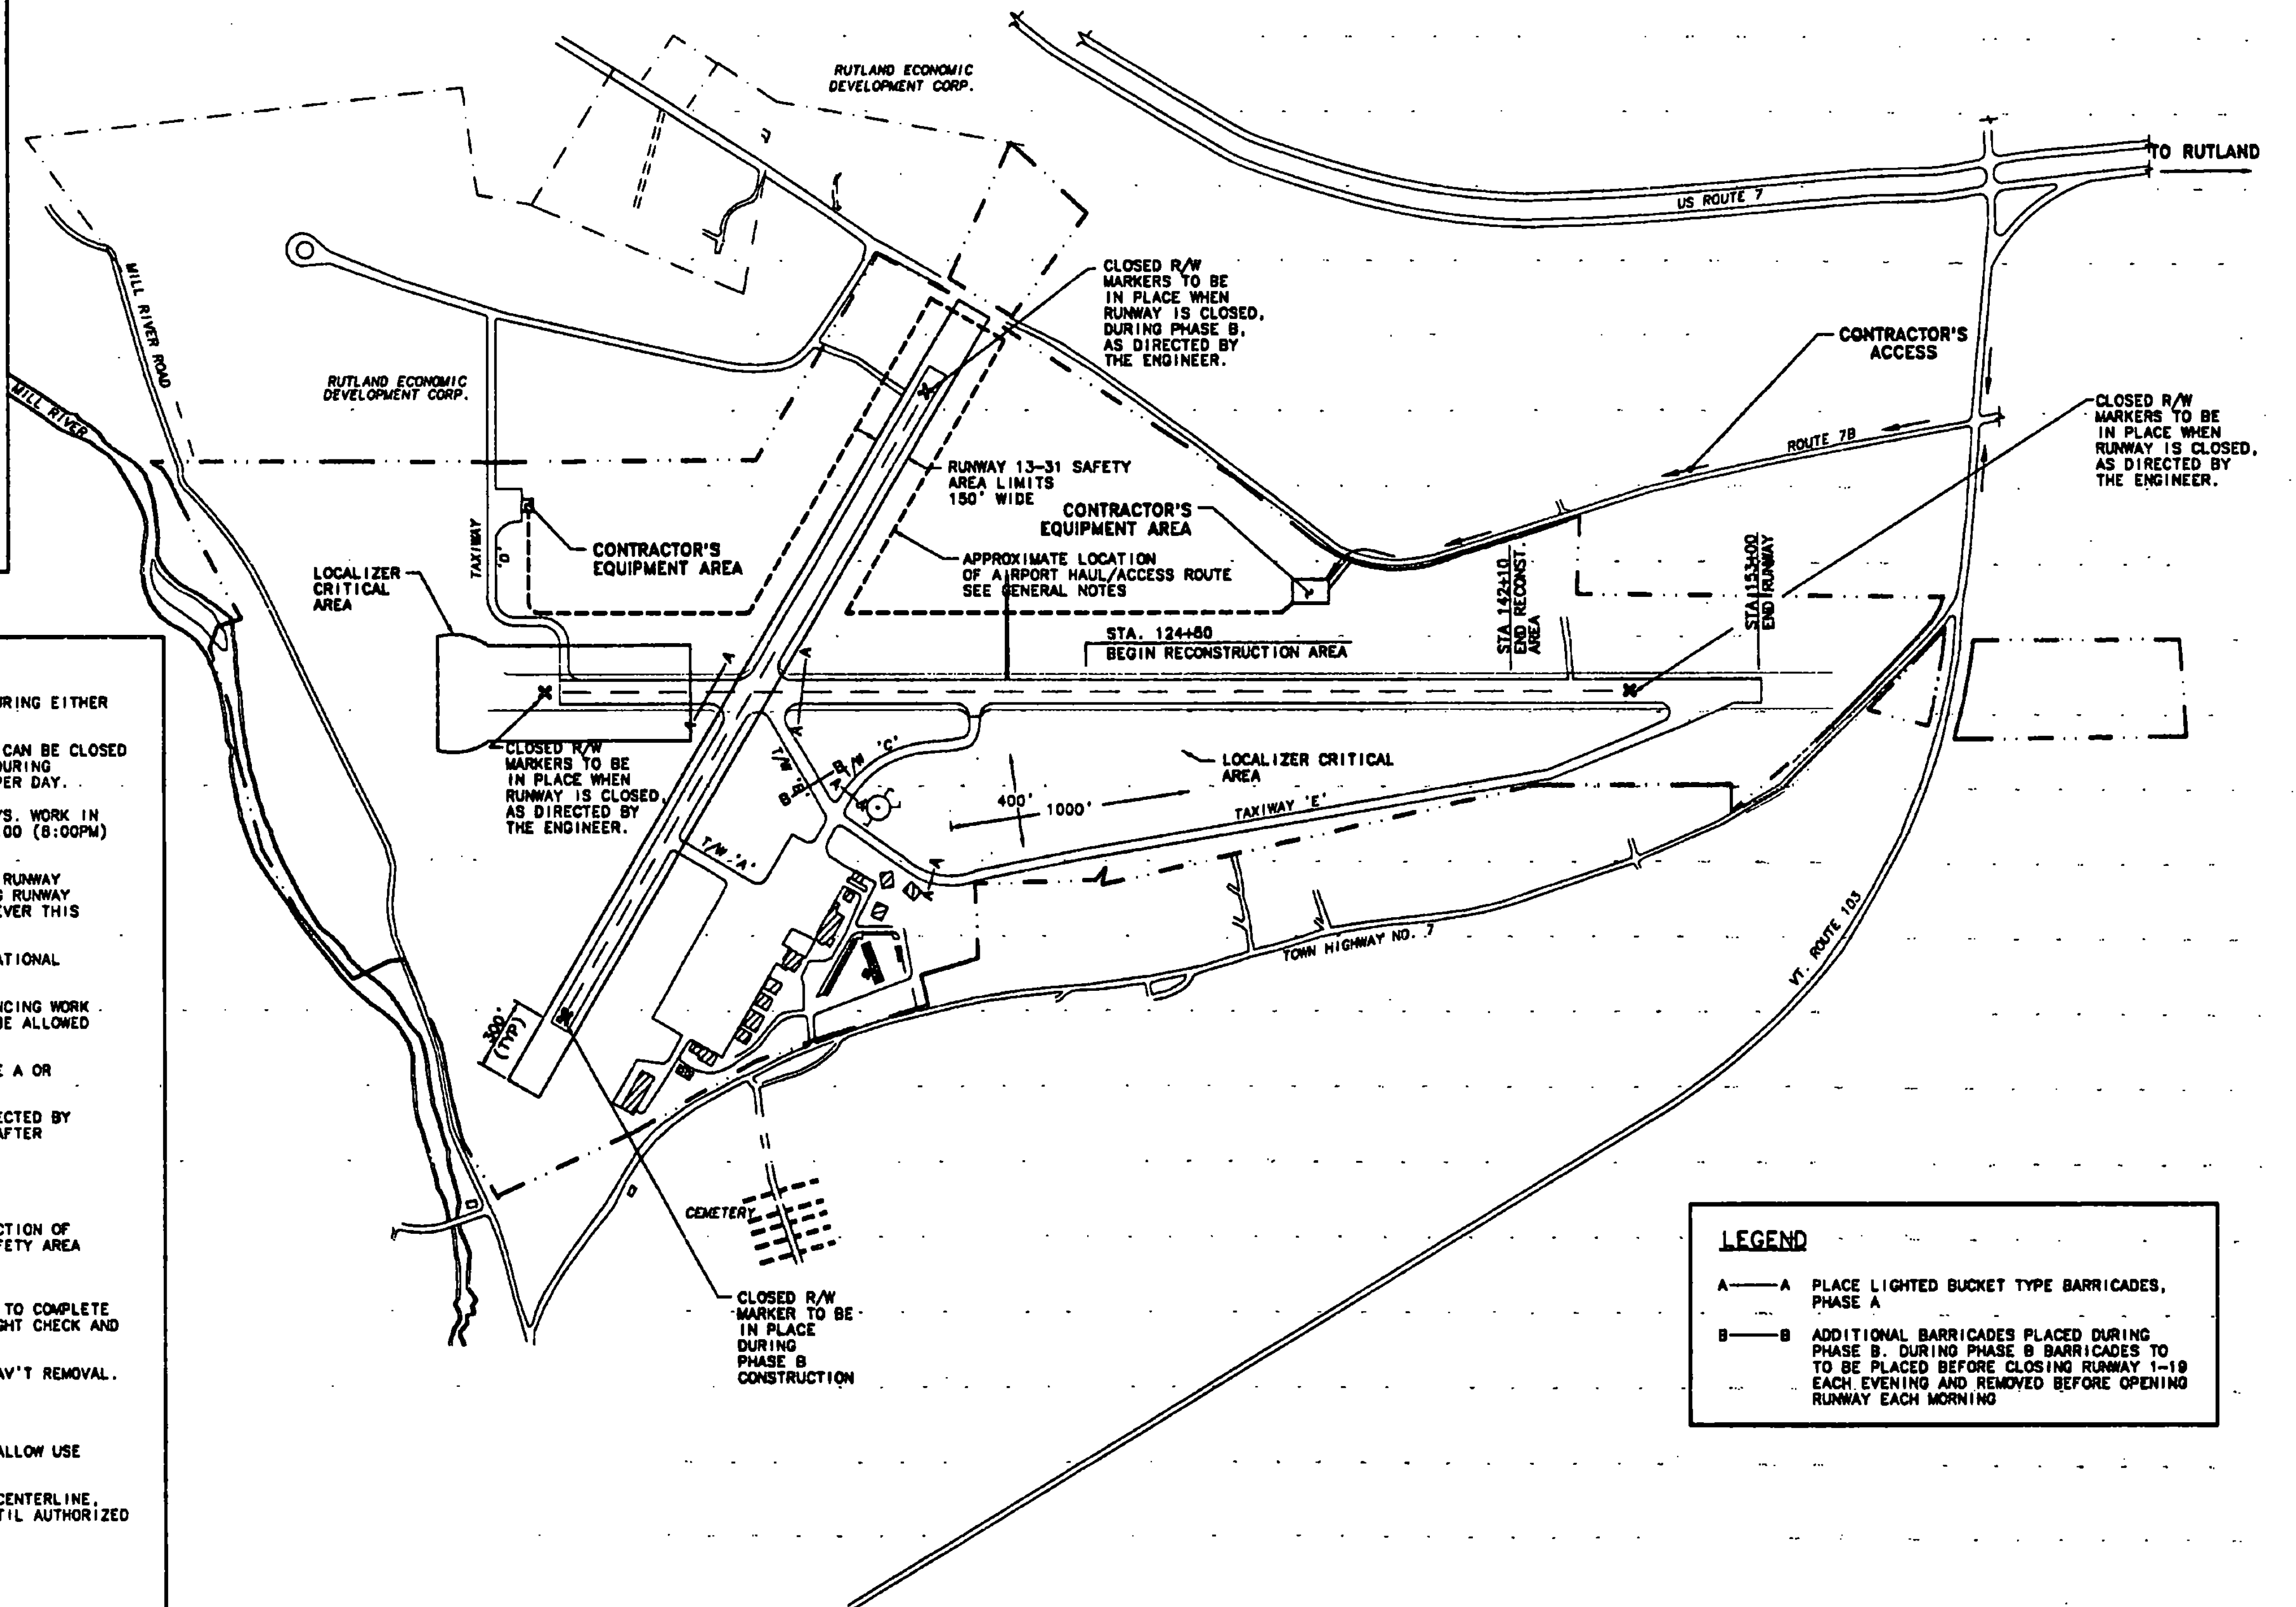 RUTLAND ECONOMIC
DEVELOPMENT CORP.
TO RUTLAND
US ROUTE 7
MILL RIVER ROAD
MILL RIVER
RUTLAND ECONOMIC
DEVELOPMENT CORP.
CLOSED R/W
MARKERS TO BE
IN PLACE WHEN
RUNWAY IS CLOSED,
DURING PHASE B,
AS DIRECTED BY
THE ENGINEER.
CONTRACTOR'S
ACCESS
ROUTE 7B
CLOSED R/W
MARKERS TO BE
IN PLACE WHEN
RUNWAY IS CLOSED,
AS DIRECTED BY
THE ENGINEER.
RUNWAY 13-31 SAFETY
AREA LIMITS
150' WIDE
CONTRACTOR'S
EQUIPMENT AREA
TAXIWAY
'D'
CONTRACTOR'S
EQUIPMENT AREA
APPROXIMATE LOCATION
OF AIRPORT HAUL/ACCESS ROUTE
SEE GENERAL NOTES
LOCALIZER
CRITICAL
AREA
STA 142+10
END RECONST.
AREA
STA 153+00
END RUNWAY
STA. 124+60
BEGIN RECONSTRUCTION AREA
A
A
A
A
CLOSED R/W
MARKERS TO BE
IN PLACE WHEN
RUNWAY IS CLOSED,
AS DIRECTED BY
THE ENGINEER.
T/W 'B'
T/W 'C'
B
B
A
A
LOCALIZER CRITICAL
AREA
400'
1000'
TAXIWAY 'E'
T/W 'A'
A
A
TOWN HIGHWAY NO. 7
VT. ROUTE 103
300'
(TYP)
CEMETERY
CLOSED R/W
MARKER TO BE
IN PLACE
DURING
PHASE B
CONSTRUCTION
URING EITHER
CAN BE CLOSED
DURING
PER DAY.
YS. WORK IN
:00 (8:00PM)
RUNWAY
G RUNWAY
EVER THIS
ATIONAL
NCING WORK
BE ALLOWED
E A OR
ECTED BY
AFTER
CTION OF
FETY AREA
TO COMPLETE
GHT CHECK AND
AV'T REMOVAL.
ALLOW USE
CENTERLINE,
TIL AUTHORIZED
LEGEND
A A PLACE LIGHTED BUCKET TYPE BARRICADES,
PHASE A
B B ADDITIONAL BARRICADES PLACED DURING
PHASE B. DURING PHASE B BARRICADES TO
TO BE PLACED BEFORE CLOSING RUNWAY 1-19
EACH EVENING AND REMOVED BEFORE OPENING
RUNWAY EACH MORNING